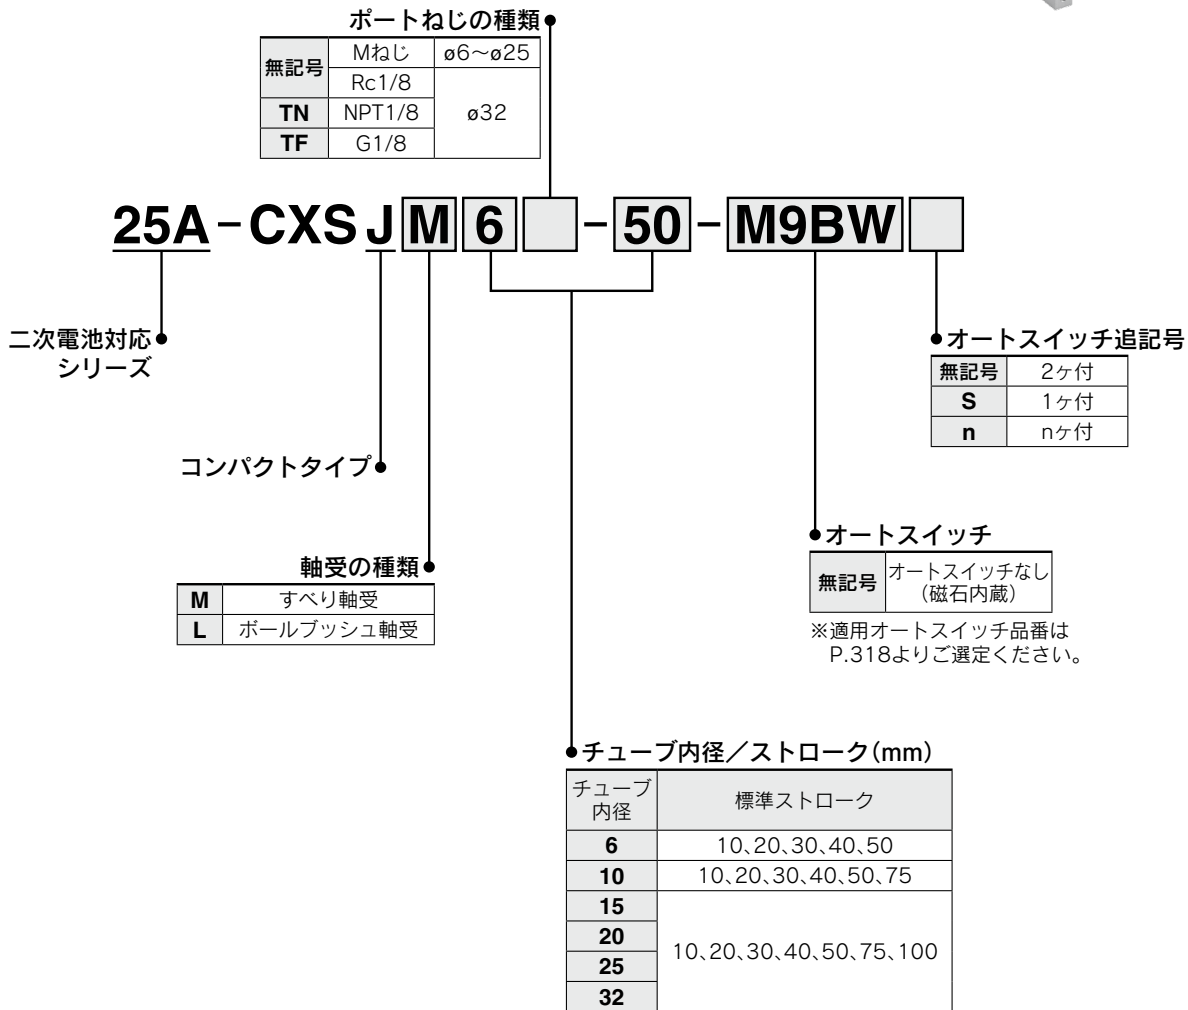 ポートねじの種類
無記号 Mねじ ø6～ø25
Rc1/8 ø32
TN NPT1/8
TF G1/8
25A-CXSJM6 -50-M9BW
二次電池対応
シリーズ
オートスイッチ追記号
無記号 2ヶ付
S 1ヶ付
n nヶ付
コンパクトタイプ
オートスイッチ
無記号 オートスイッチなし
（磁石内蔵）
※適用オートスイッチ品番は
P.318よりご選定ください。
軸受の種類
M すべり軸受
L ボールブッシュ軸受
チューブ内径／ストローク(mm)
チューブ
内径 標準ストローク
6 10、20、30、40、50
10 10、20、30、40、50、75
15
20
10、20、30、40、50、75、100
25
32